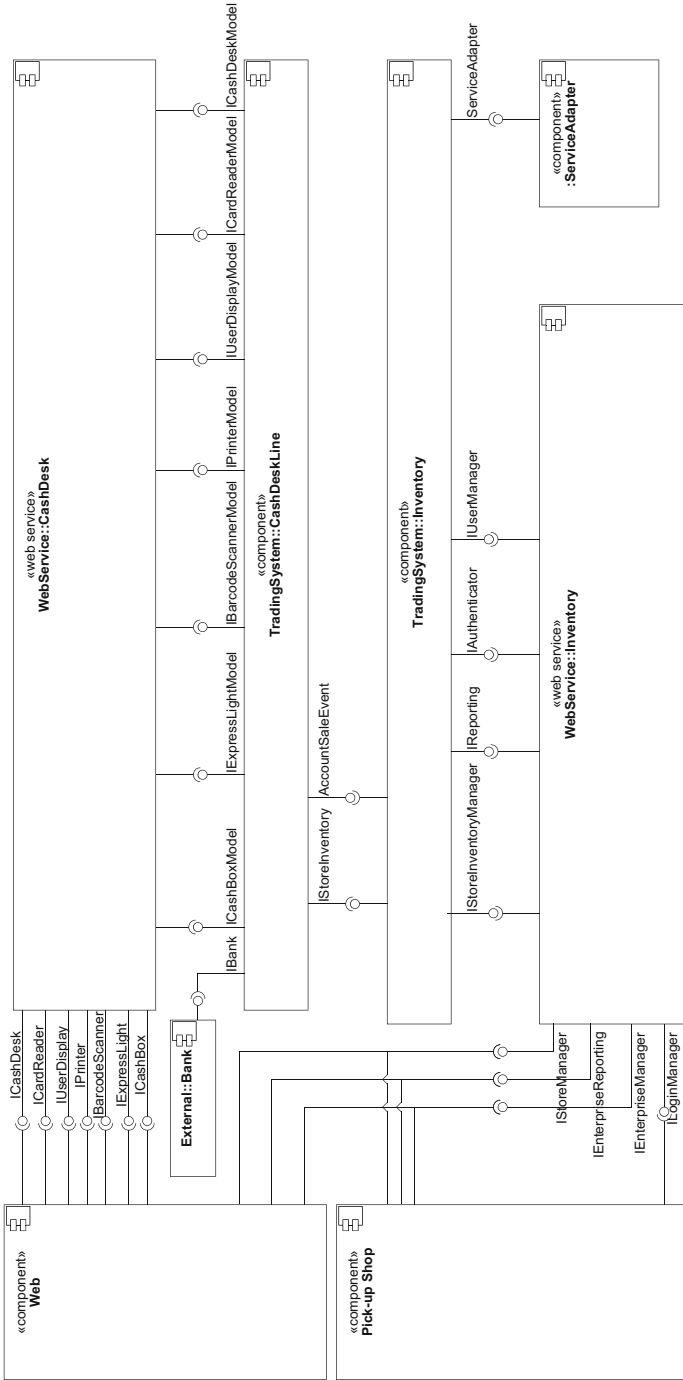 «web service»
WebService::CashDesk
ICashDesk
ICardReader
IUserDisplay
IPrinter
IBarcodeScanner
IExpressLight
ICashBox
«component»
Web
ICashBoxModel
IExpressLightModel
IBarcodeScannerModel
IPrinterModel
IUserDisplayModel
ICardReaderModel
ICashDeskModel
External::Bank
IBank
«component»
TradingSystem::CashDeskLine
IStoreInventory
AccountSaleEvent
«component»
TradingSystem::Inventory
IStoreInventoryManager
IReporting
IAuthenticator
IUserManager
ServiceAdapter
«component»
:ServiceAdapter
«web service»
WebService::Inventory
«component»
Pick-up Shop
IStoreManager
IEnterpriseReporting
IEnterpriseManager
ILoginManager